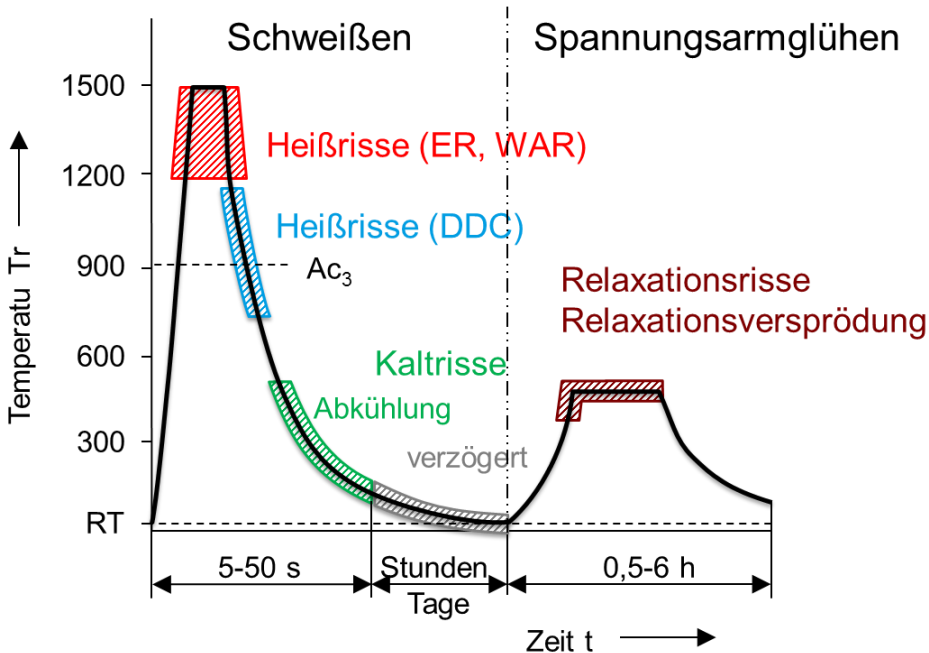 Schweißen
Spannungsarmglühen
1500
Heißrisse (ER, WAR)
1200
Heißrisse (DDC)
900
Ac3
Relaxationsrisse
Relaxationsversprödung
600
Kaltrisse
Abkühlung
verzögert
300
RT
Temperatu Tr
5-50 s
Stunden
Tage
0,5-6 h
Zeit t